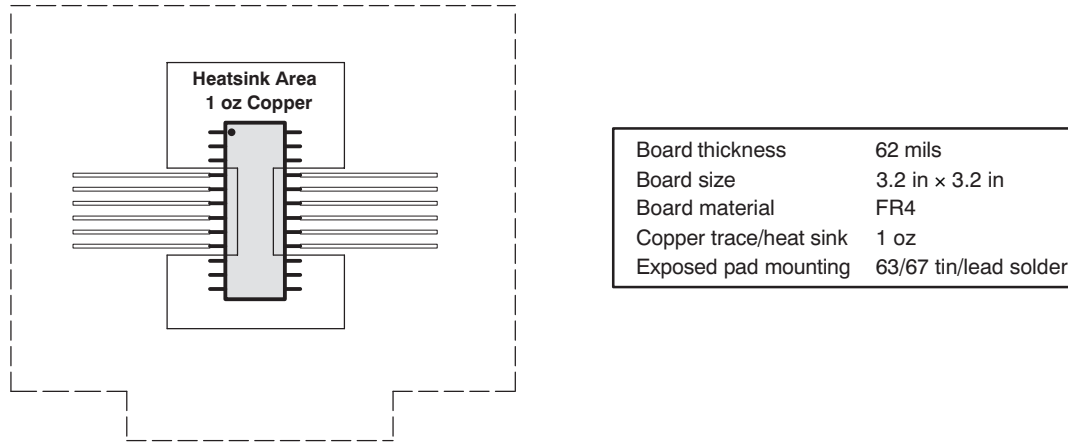 Heatsink Area
1 oz Copper
Board thickness 62 mils
Board size 3.2 in × 3.2 in
Board material FR4
Copper trace/heat sink 1 oz
Exposed pad mounting 63/67 tin/lead solder